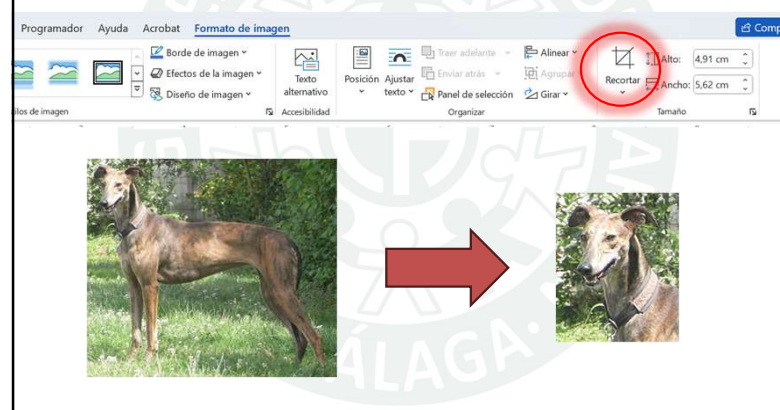 Programador Ayuda Acrobat Formato de imagen
Comp
Borde de imagen
Efectos de la imagen
Diseño de imagen
Texto alternativo
Posición
Ajustar texto
Traer adelante
Enviar atrás
Panel de selección
Alinear
Agrupar
Girar
Recortar
Alto: 4,91 cm
Ancho: 5,62 cm
ilos de imagen
Accesibilidad
Organizar
Tamaño
ÁLAGA